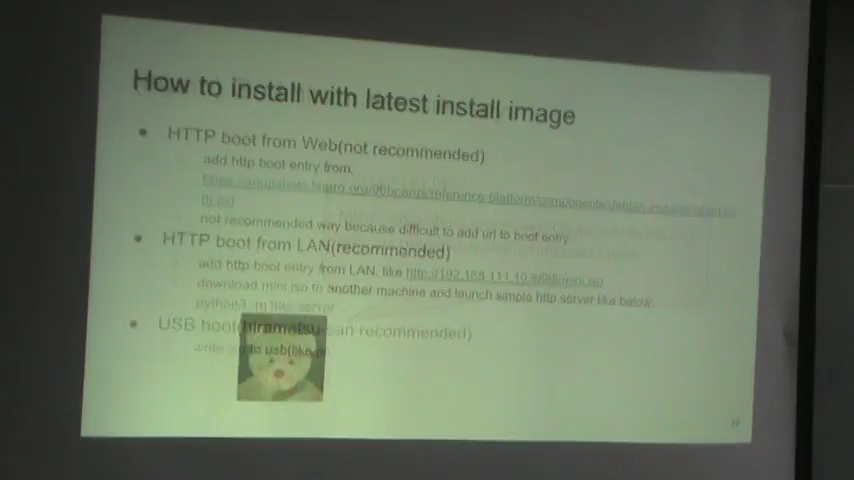 How to install with latest install image
● HTTP boot from Web(not recommended)
add http boot entry from,
not recommended way because difficult to add url to boot entry
● HTTP boot from LAN(recommended)
add http boot entry from LAN, like http://192.168.111.10:8688/mini.iso
download mini.iso to another machine and launch simple http server like below.
python3 -m http.server
● USB boot(hiramatsu-san recommended)
write to usb(like
19